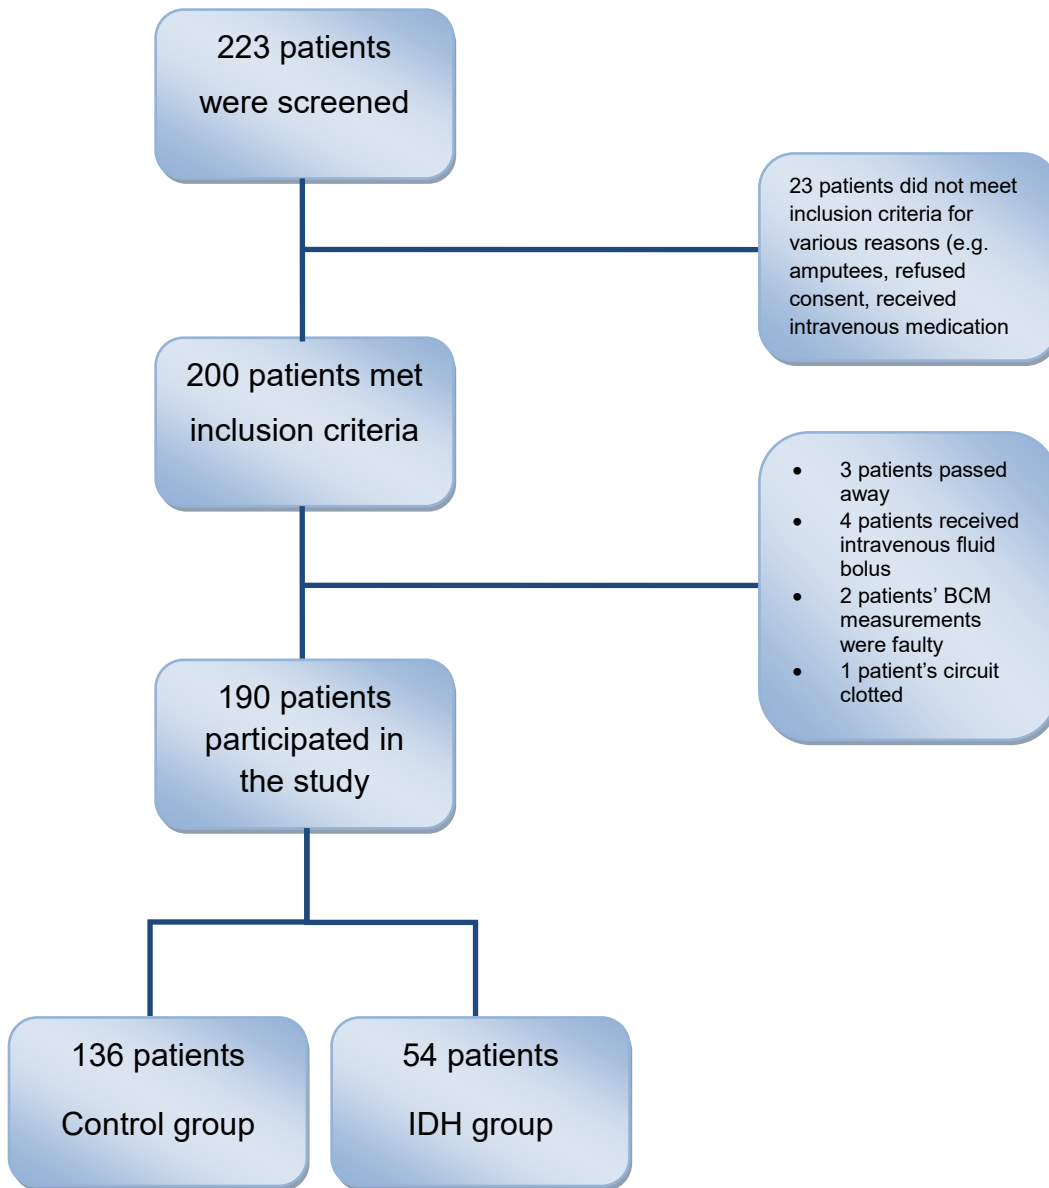 223 patients
were screened
23 patients did not meet
inclusion criteria for
various reasons (e.g.
amputees, refused
consent, received
intravenous medication
200 patients met
inclusion criteria
• 3 patients passed
away
• 4 patients received
intravenous fluid
bolus
• 2 patients’ BCM
measurements
were faulty
• 1 patient’s circuit
clotted
190 patients
participated in
the study
136 patients
Control group
54 patients
IDH group